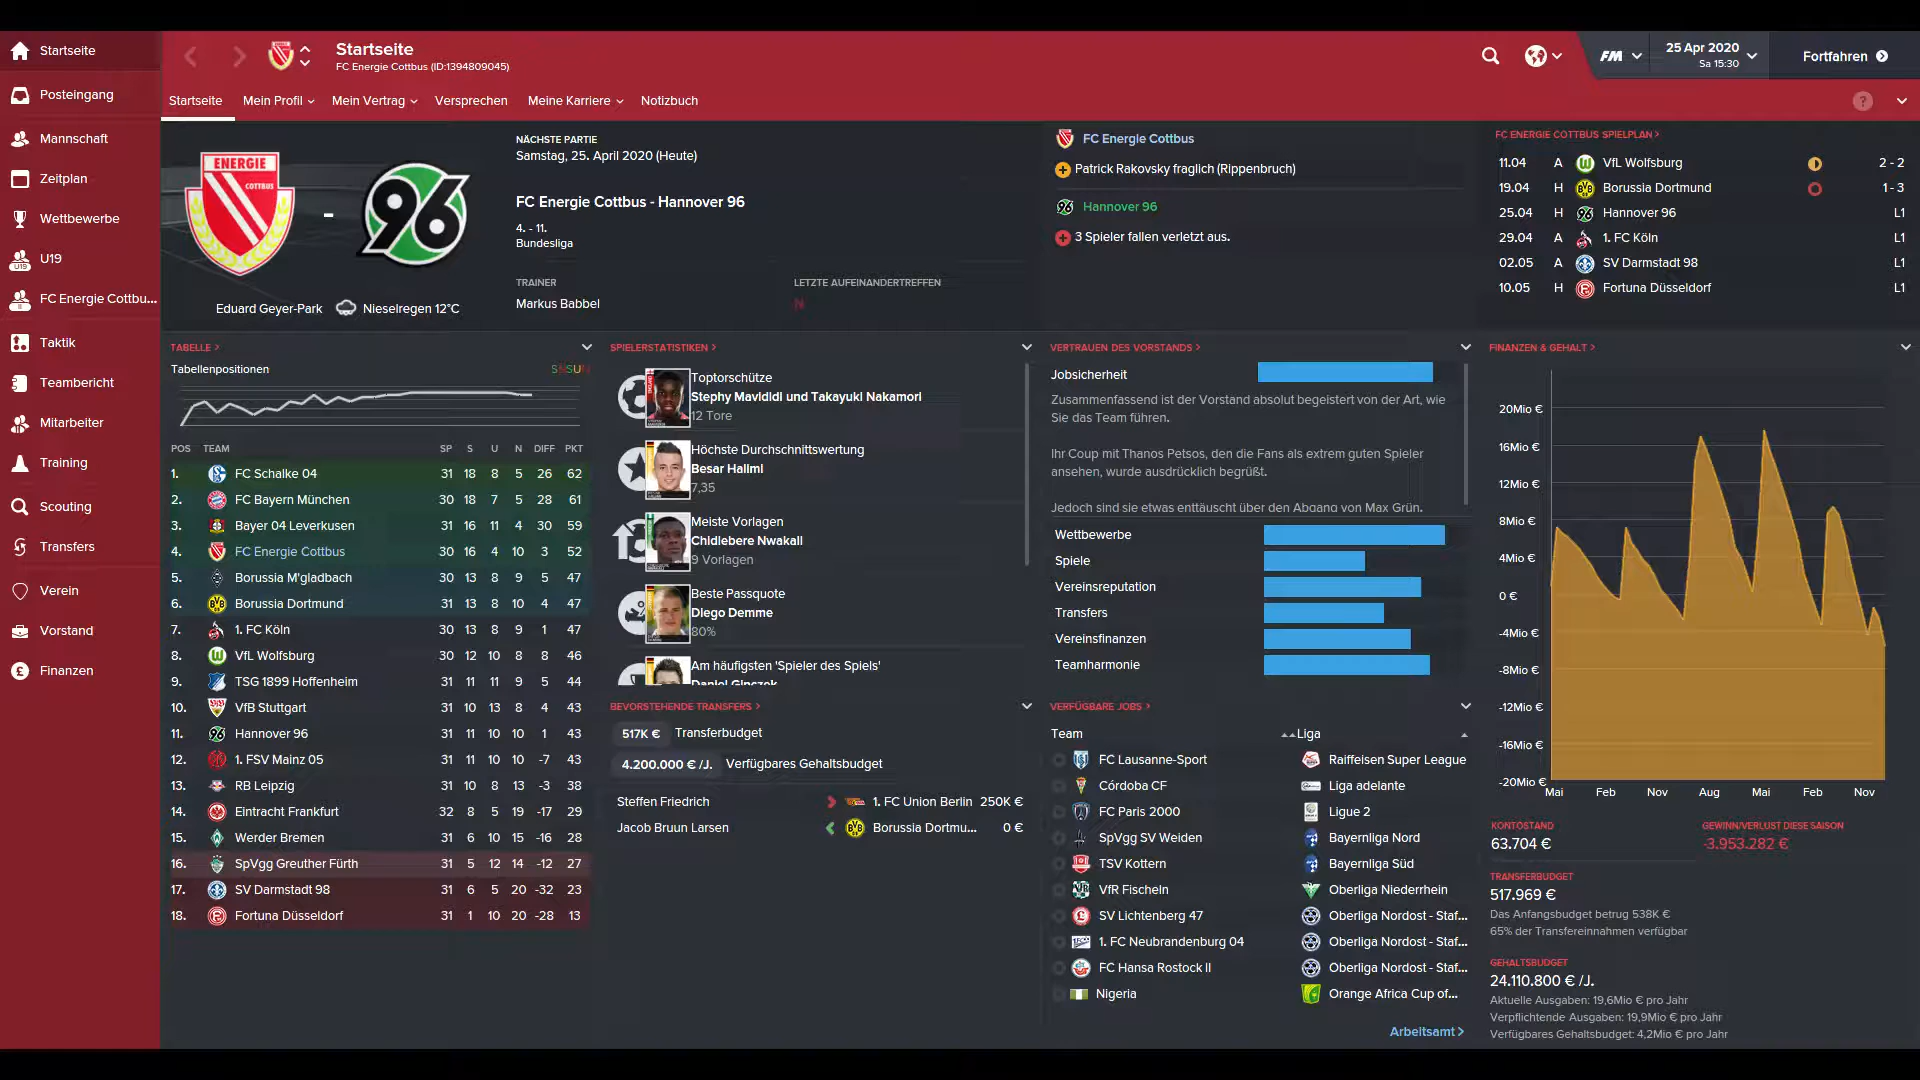 Startseite
Posteingang
Mannschaft
Zeitplan
Wettbewerbe
U19
FC Energie Cottbu...
Taktik
Teambericht
Mitarbeiter
Training
Scouting
Transfers
Verein
Vorstand
Finanzen
Startseite
FC Energie Cottbus (ID:1394809045)
FM
25 Apr 2020
Sa 15:30
Fortfahren
Startseite Mein Profil Mein Vertrag Versprechen Meine Karriere Notizbuch
?
ENERGIE
COTTBUS
-
96
Eduard Geyer-Park Nieselregen 12°C
NÄCHSTE PARTIE
Samstag, 25. April 2020 (Heute)
FC Energie Cottbus - Hannover 96
4. - 11.
Bundesliga
TRAINER
Markus Babbel
LETZTE AUFEINANDERTREFFEN
N
FC Energie Cottbus
Patrick Rakovsky fraglich (Rippenbruch)
Hannover 96
3 Spieler fallen verletzt aus.
FC ENERGIE COTTBUS SPIELPLAN >
11.04 A VfL Wolfsburg 2 - 2
19.04 H Borussia Dortmund 1 - 3
25.04 H Hannover 96 L1
29.04 A 1. FC Köln L1
02.05 A SV Darmstadt 98 L1
10.05 H Fortuna Düsseldorf L1
TABELLE >
Tabellenpositionen
POS TEAM SP S U N DIFF PKT
1. FC Schalke 04 31 18 8 5 26 62
2. FC Bayern München 30 18 7 5 28 61
3. Bayer 04 Leverkusen 31 16 11 4 30 59
4. FC Energie Cottbus 30 16 4 10 3 52
5. Borussia M'gladbach 30 13 8 9 5 47
6. Borussia Dortmund 31 13 8 10 4 47
7. 1. FC Köln 30 13 8 9 1 47
8. VfL Wolfsburg 30 12 10 8 8 46
9. TSG 1899 Hoffenheim 31 11 11 9 5 44
10. VfB Stuttgart 31 10 13 8 4 43
11. Hannover 96 31 11 10 10 1 43
12. 1. FSV Mainz 05 31 11 10 10 -7 43
13. RB Leipzig 31 10 8 13 -3 38
14. Eintracht Frankfurt 32 8 5 19 -17 29
15. Werder Bremen 31 6 10 15 -16 28
16. SpVgg Greuther Fürth 31 5 12 14 -12 27
17. SV Darmstadt 98 31 6 5 20 -32 23
18. Fortuna Düsseldorf 31 1 10 20 -28 13
SPIELERSTATISTIKEN >
Toptorschütze
Stephy Mavididi und Takayuki Nakamori
12 Tore
Höchste Durchschnittswertung
Besar Halimi
7,35
Meiste Vorlagen
Chidlebere Nwakali
9 Vorlagen
Beste Passquote
Diego Demme
80%
Am häufigsten 'Spieler des Spiels'
Daniel Ginczek
BEVORSTEHENDE TRANSFERS >
517K € Transferbudget
4.200.000 € /J. Verfügbares Gehaltsbudget
Steffen Friedrich 1. FC Union Berlin 250K €
Jacob Bruun Larsen Borussia Dortmu... 0 €
VERTRAUEN DES VORSTANDS >
Jobsicherheit
Zusammenfassend ist der Vorstand absolut begeistert von der Art, wie
Sie das Team führen.
Ihr Coup mit Thanos Petsos, den die Fans als extrem guten Spieler
ansehen, wurde ausdrücklich begrüßt.
Jedoch sind sie etwas enttäuscht über den Abgang von Max Grün.
Wettbewerbe
Spiele
Vereinsreputation
Transfers
Vereinsfinanzen
Teamharmonie
VERFÜGBARE JOBS >
Team Liga
FC Lausanne-Sport Raiffeisen Super League
Córdoba CF Liga adelante
FC Paris 2000 Ligue 2
SpVgg SV Weiden Bayernliga Nord
TSV Kottern Bayernliga Süd
VfR Fischeln Oberliga Niederrhein
SV Lichtenberg 47 Oberliga Nordost - Staf...
1. FC Neubrandenburg 04 Oberliga Nordost - Staf...
FC Hansa Rostock II Oberliga Nordost - Staf...
Nigeria Orange Africa Cup of...
Arbeitsamt >
FINANZEN & GEHALT >
20Mio €
16Mio €
12Mio €
8Mio €
4Mio €
0 €
-4Mio €
-8Mio €
-12Mio €
-16Mio €
-20Mio €
Mai Feb Nov Aug Mai Feb Nov
KONTOSTAND
63.704 €
GEWINN/VERLUST DIESE SAISON
-3.953.282 €
TRANSFERBUDGET
517.969 €
Das Anfangsbudget betrug 538K €
65% der Transfereinnahmen verfügbar
GEHALTSBUDGET
24.110.800 € /J.
Aktuelle Ausgaben: 19,6Mio € pro Jahr
Verpflichtende Ausgaben: 19,9Mio € pro Jahr
Verfügbares Gehaltsbudget: 4,2Mio € pro Jahr